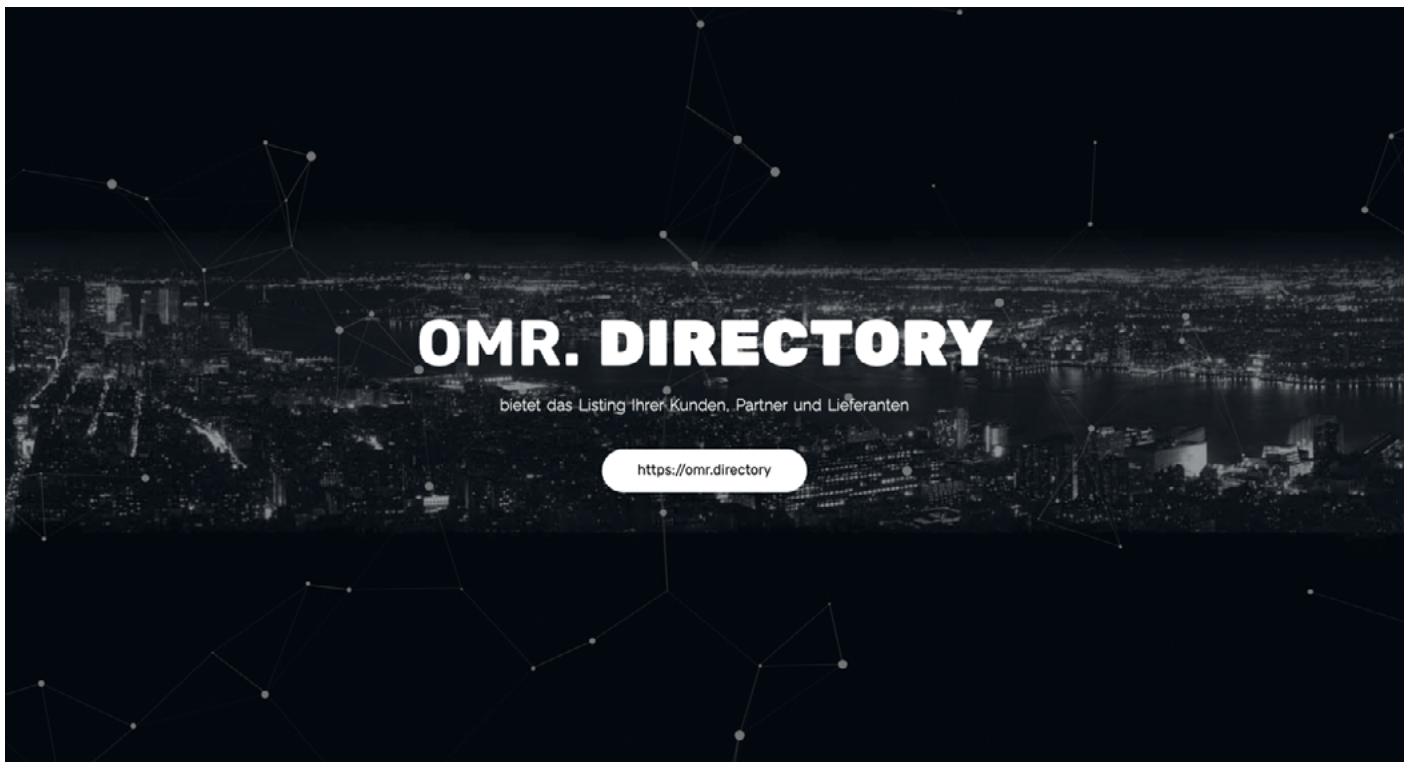 OMR. DIRECTORY
bietet das Listing Ihrer Kunden, Partner und Lieferanten
https://omr.directory